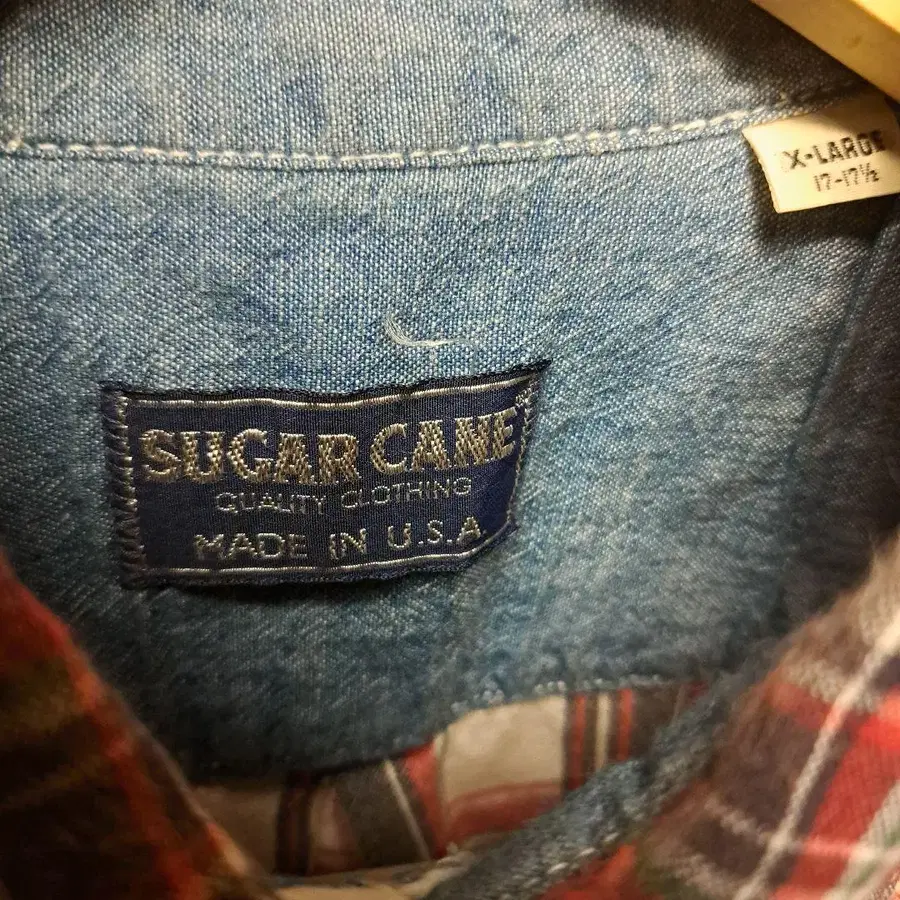 X-LARGE
17-17½
SUGAR CANE
QUALITY CLOTHING
MADE IN U.S.A.